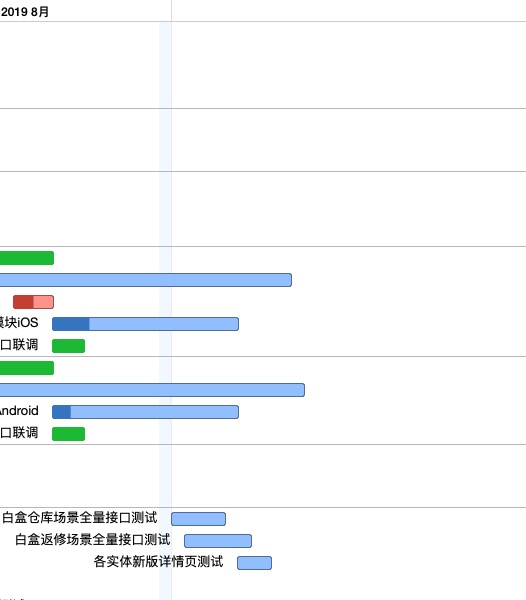 2019 8月
模块iOS
口联调
Android
口联调
白盒仓库场景全量接口测试
白盒返修场景全量接口测试
各实体新版详情页测试